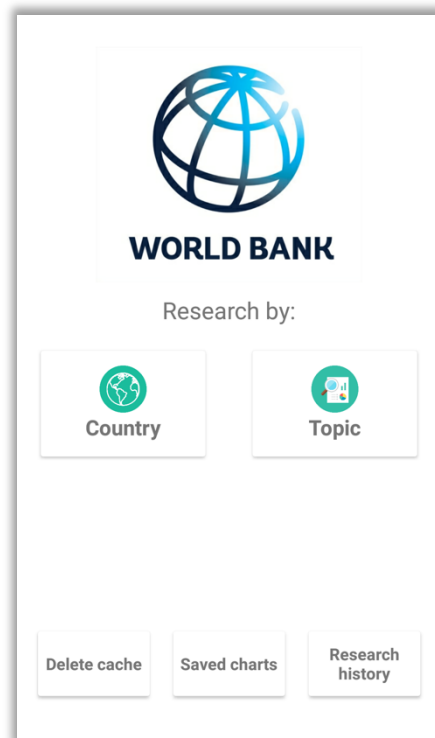 WORLD BANK
Research by:
Country
Topic
Delete cache
Saved charts
Research
history